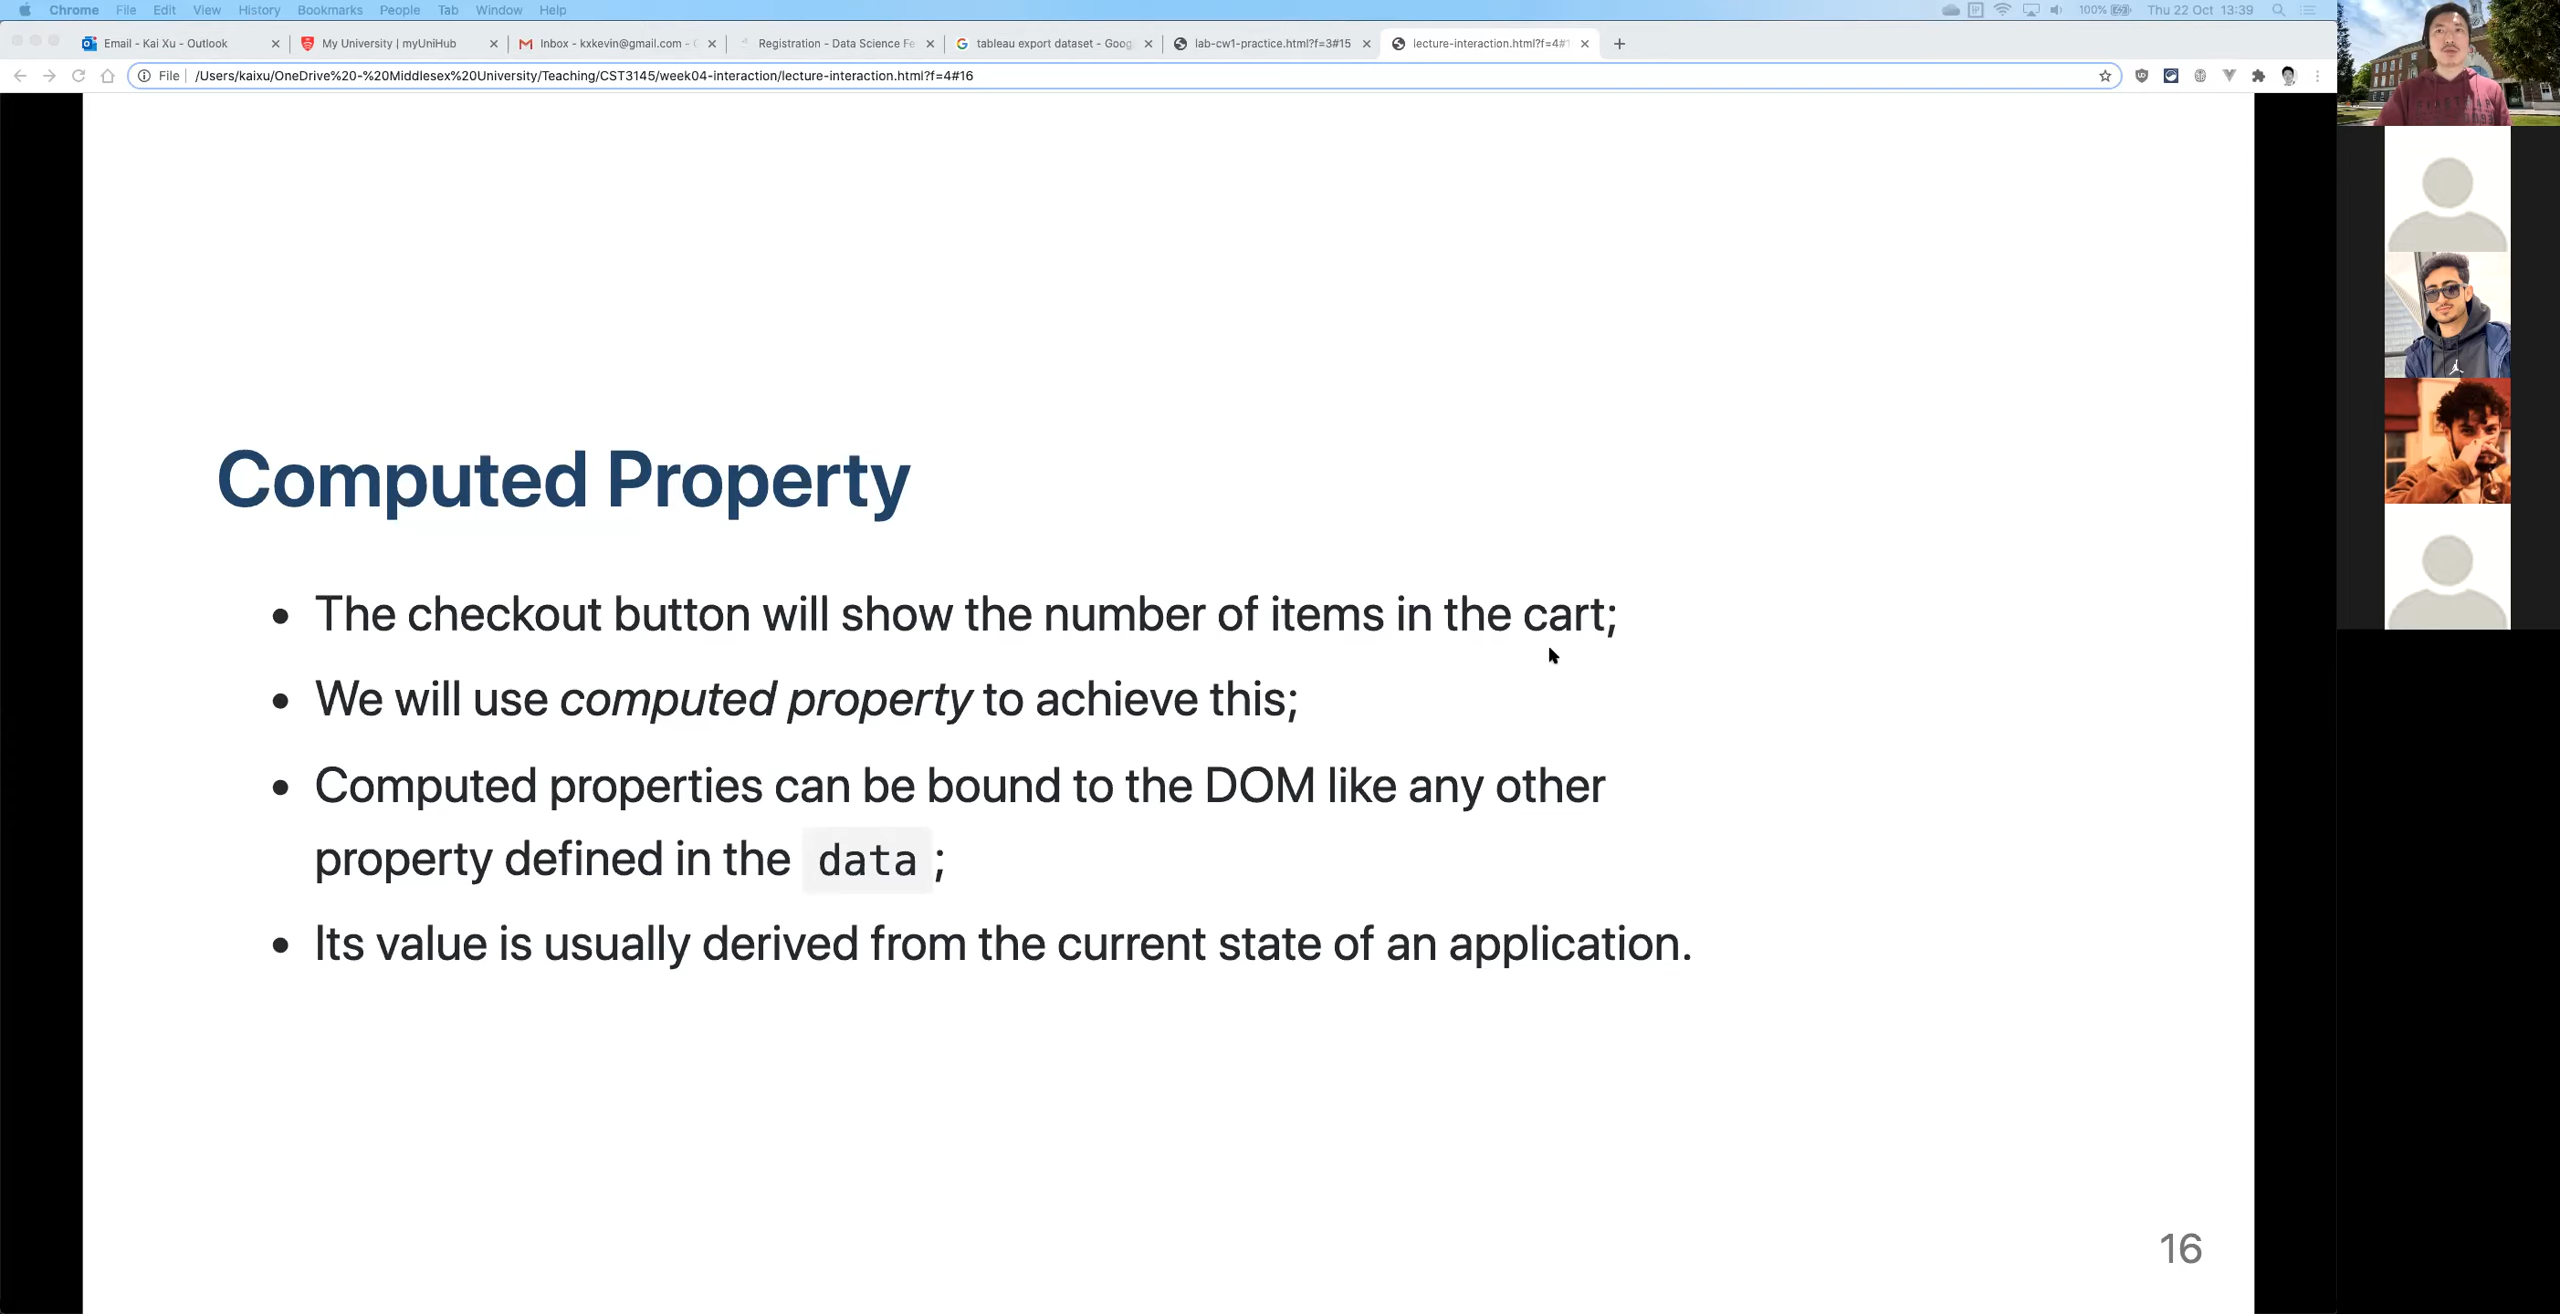 Chrome File Edit View History Bookmarks People Tab Window Help 100% Thu 22 Oct 13:39
Email - Kai Xu - Outlook My University | myUniHub Inbox - kxkevin@gmail.com - Registration - Data Science Fe tableau export dataset - Goog lab-cw1-practice.html?f=3#15 lecture-interaction.html?f=4#1
File /Users/kaixu/OneDrive%20-%20Middlesex%20University/Teaching/CST3145/week04-interaction/lecture-interaction.html?f=4#16
Computed Property
• The checkout button will show the number of items in the cart;
• We will use computed property to achieve this;
• Computed properties can be bound to the DOM like any other
property defined in the data ;
• Its value is usually derived from the current state of an application.
16